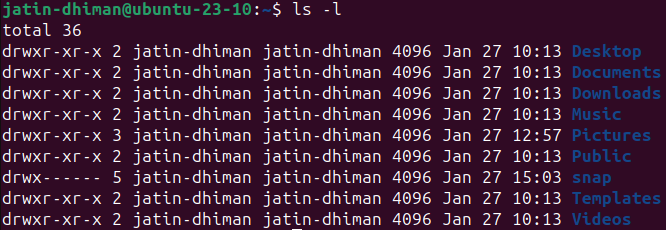 jatin-dhiman@ubuntu-23-10:~$ ls -l
total 36
drwxr-xr-x 2 jatin-dhiman jatin-dhiman 4096 Jan 27 10:13 Desktop
drwxr-xr-x 2 jatin-dhiman jatin-dhiman 4096 Jan 27 10:13 Documents
drwxr-xr-x 2 jatin-dhiman jatin-dhiman 4096 Jan 27 10:13 Downloads
drwxr-xr-x 2 jatin-dhiman jatin-dhiman 4096 Jan 27 10:13 Music
drwxr-xr-x 3 jatin-dhiman jatin-dhiman 4096 Jan 27 12:57 Pictures
drwxr-xr-x 2 jatin-dhiman jatin-dhiman 4096 Jan 27 10:13 Public
drwx------ 5 jatin-dhiman jatin-dhiman 4096 Jan 27 15:03 snap
drwxr-xr-x 2 jatin-dhiman jatin-dhiman 4096 Jan 27 10:13 Templates
drwxr-xr-x 2 jatin-dhiman jatin-dhiman 4096 Jan 27 10:13 Videos